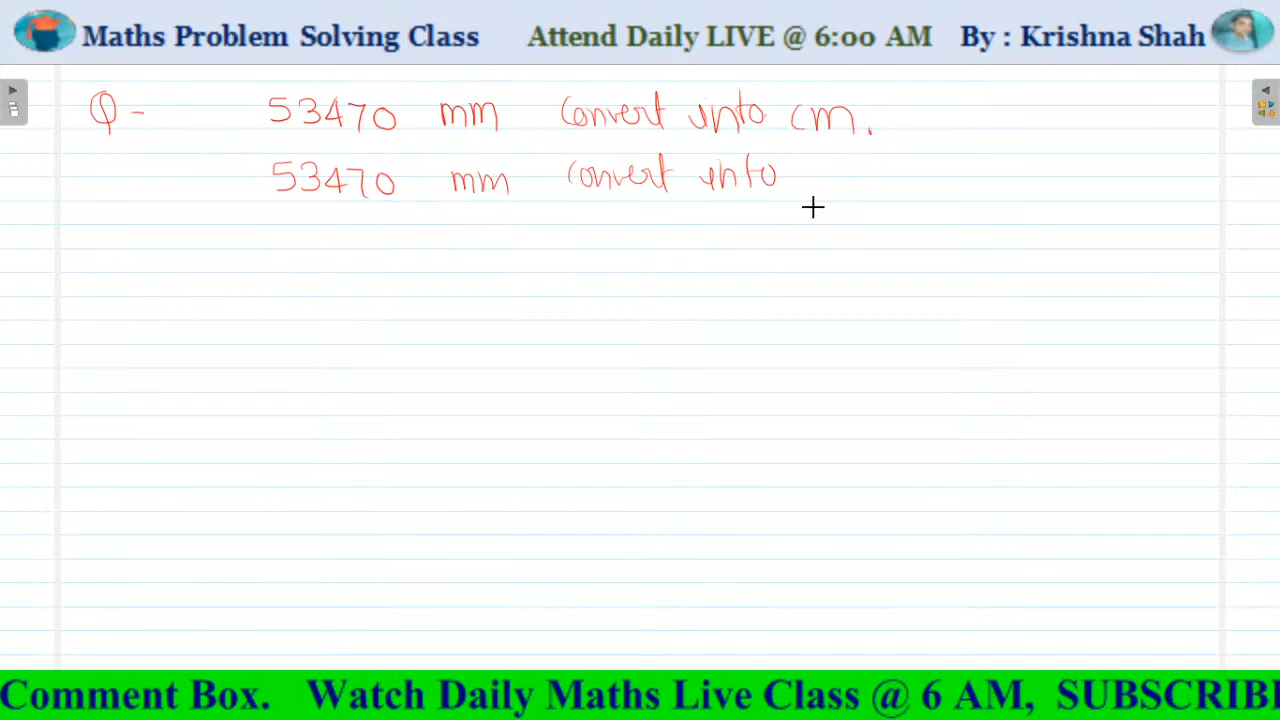 Maths Problem Solving Class Attend Daily LIVE @ 6:00 AM By : Krishna Shah
Q - 53470 mm convert into cm.
53470 mm convert into
Comment Box. Watch Daily Maths Live Class @ 6 AM, SUBSCRIBE